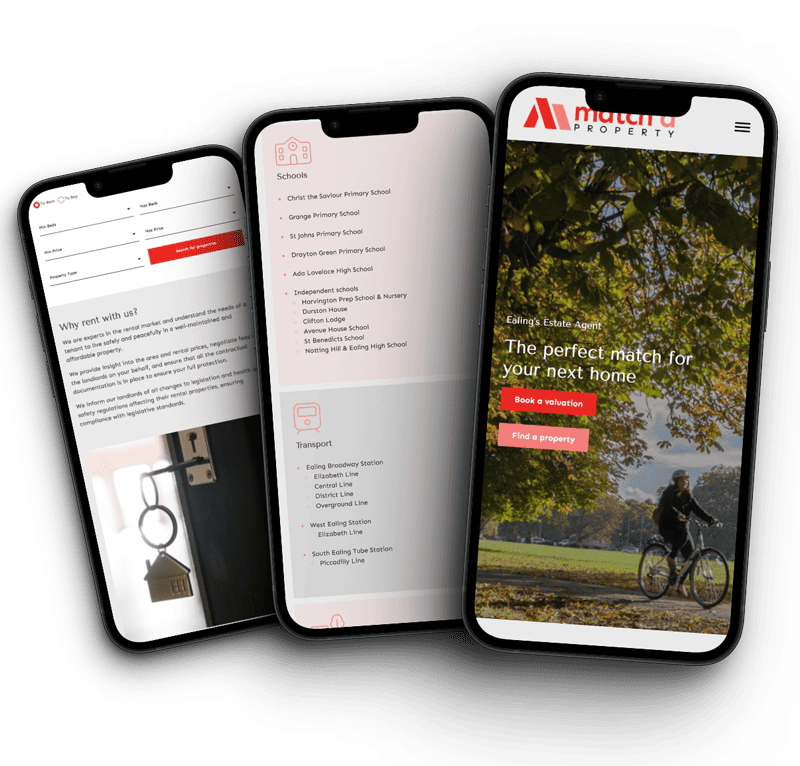 To Rent To Buy
Min Beds
Max Beds
Min Price
Max Price
Property Type
Search for properties
Why rent with us?
We are experts in the rental market and understand the needs of a
tenant to live safely and peacefully in a well-maintained and
affordable property.
We provide insight into the area and rental prices, negotiate fees
the landlords on your behalf, and ensure that all the contractual
documentation is in place to ensure your full protection.
We inform our landlords of all changes to legislation and health
safety regulations affecting their rental properties, ensuring
compliance with legislative standards.
Schools
Christ the Saviour Primary School
Grange Primary School
St Johns Primary School
Drayton Green Primary School
Ada Lovelace High School
Independent schools
Harvington Prep School & Nursery
Durston House
Clifton Lodge
Avenue House School
St Benedicts School
Notting Hill & Ealing High School
Transport
Ealing Broadway Station
Elizabeth Line
Central Line
District Line
Overground Line
West Ealing Station
Elizabeth Line
South Ealing Tube Station
Piccadilly Line
match a
PROPERTY
Ealing's Estate Agent
The perfect match for
your next home
Book a valuation
Find a property